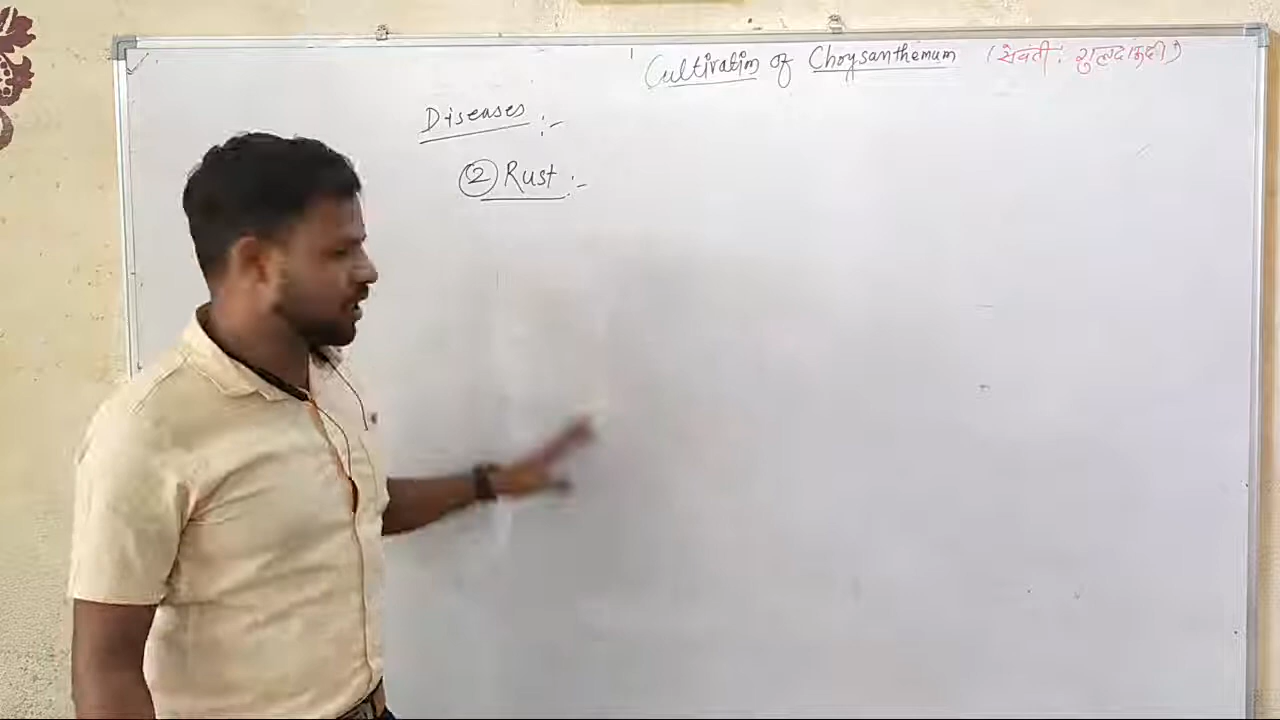 Cultivation of Chrysanthemum (सेवंती: गुलदाऊदी)
Diseases :-
② Rust :-